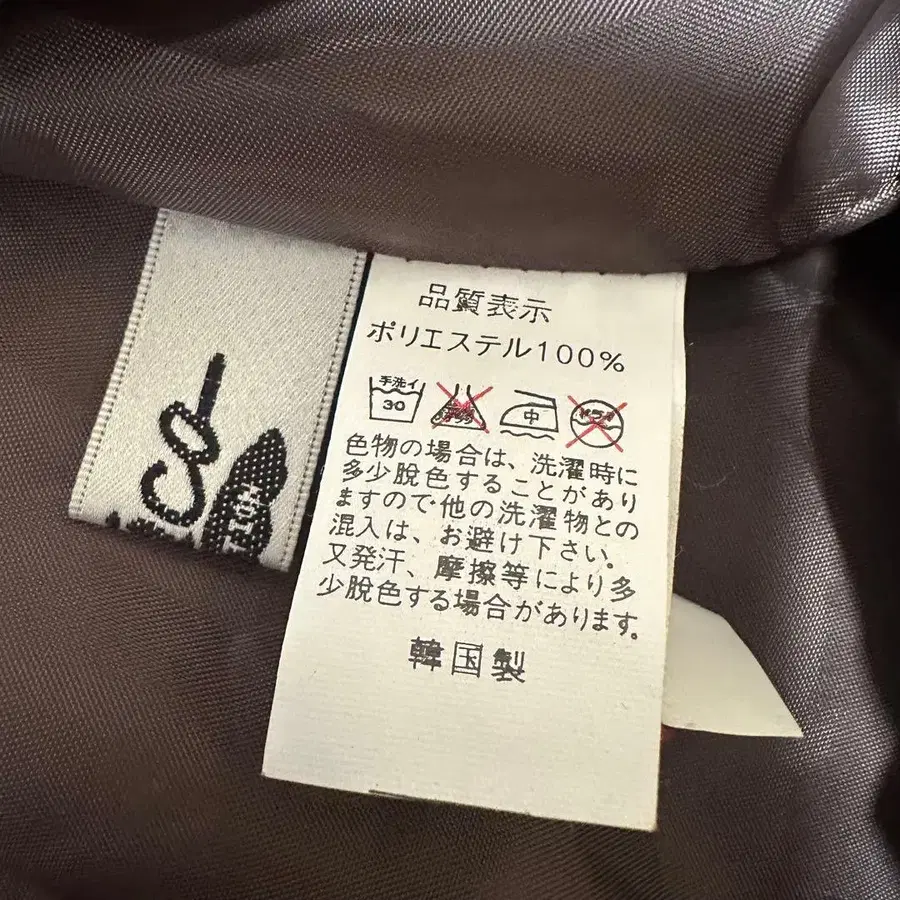 品質表示
ポリエステル100%
手洗イ
30
中
色物の場合は、洗濯時に
多少脱色することがあり
ますので他の洗濯物との
混入は、お避け下さい。
又発汗、摩擦等により多
少脱色する場合があります。
韓国製